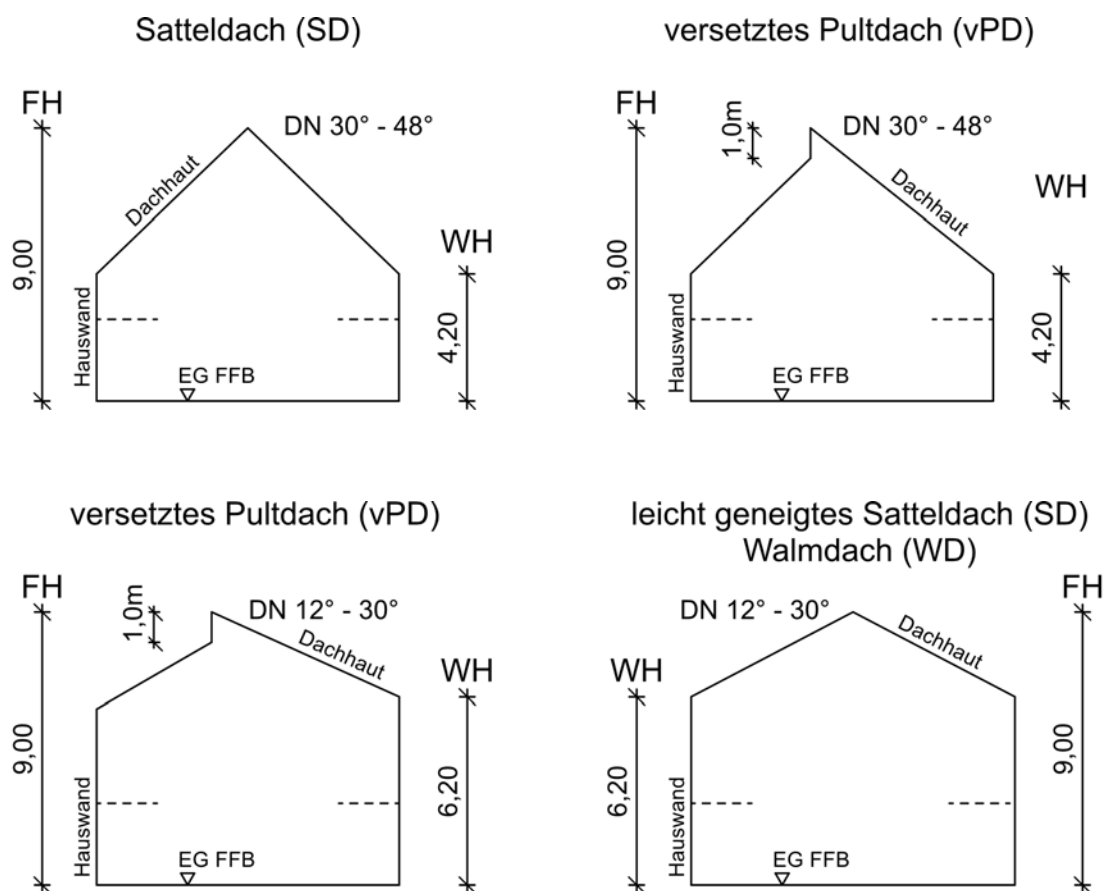 Satteldach (SD)
FH
DN 30° - 48°
Dachhaut
9,00
WH
Hauswand
4,20
EG FFB
versetztes Pultdach (vPD)
FH
1,0m
DN 30° - 48°
Dachhaut
WH
9,00
Hauswand
4,20
EG FFB
versetztes Pultdach (vPD)
FH
1,0m
DN 12° - 30°
Dachhaut
WH
9,00
Hauswand
6,20
EG FFB
leicht geneigtes Satteldach (SD)
Walmdach (WD)
FH
DN 12° - 30°
Dachhaut
WH
9,00
6,20
Hauswand
EG FFB